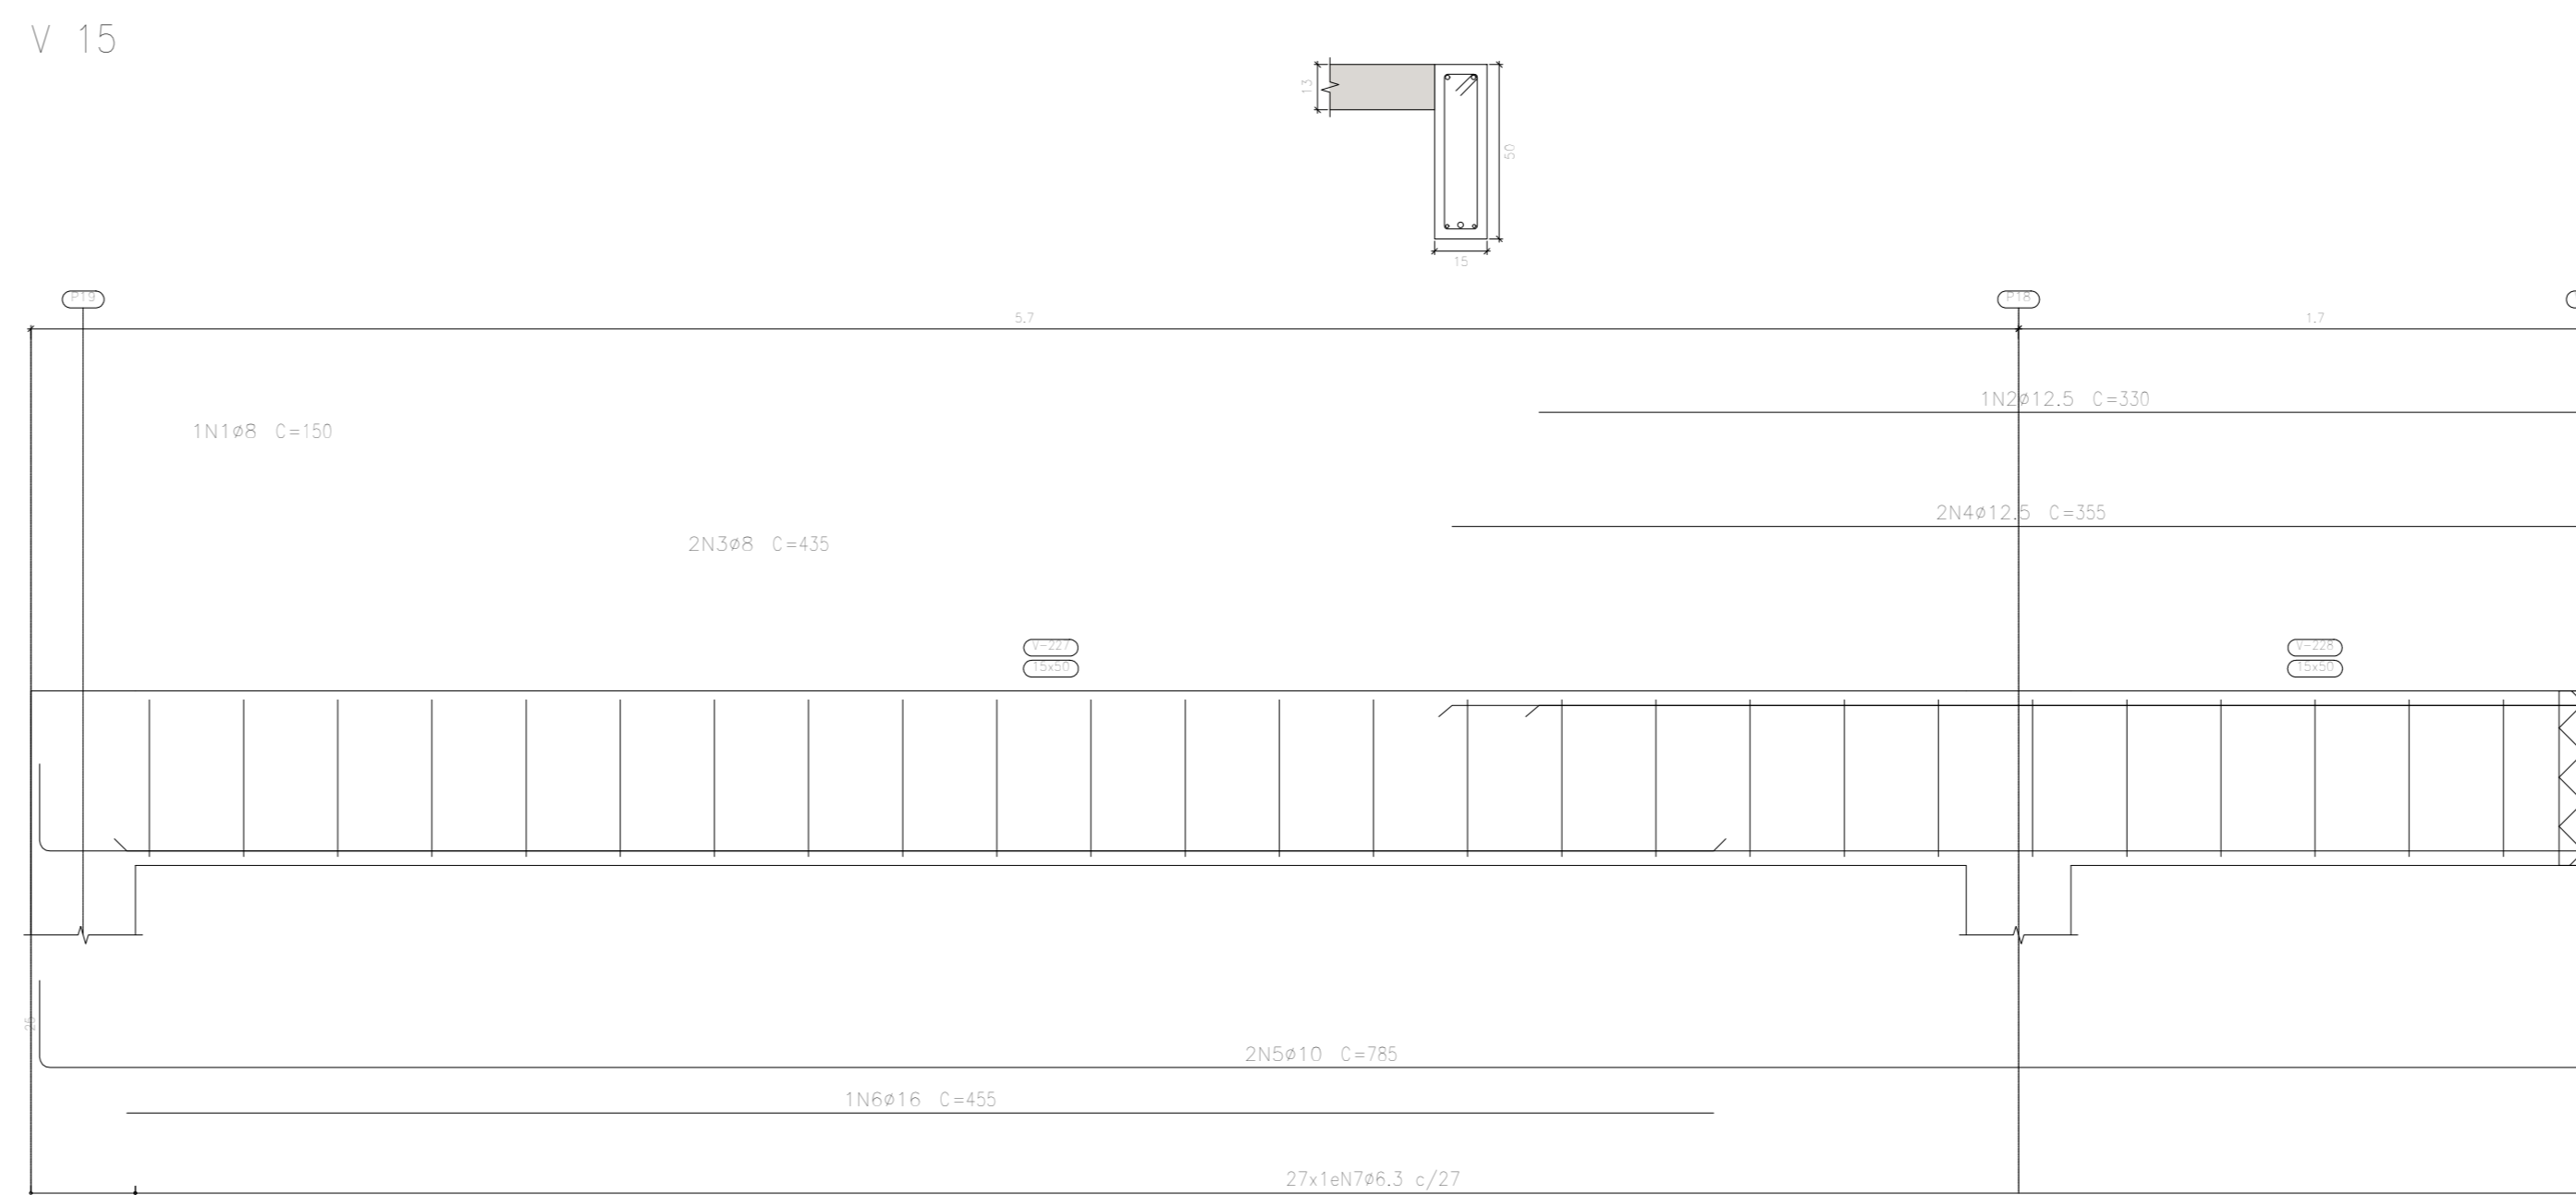 V 15
13
50
15
P19
P18
5.7
1.7
1N2ø12.5 C=330
1N1ø8 C=150
2N4ø12.5 C=355
2N3ø8 C=435
V-227
15x50
V-228
15x50
26
2N5ø10 C=785
1N6ø16 C=455
27x1eN7ø6.3 c/27